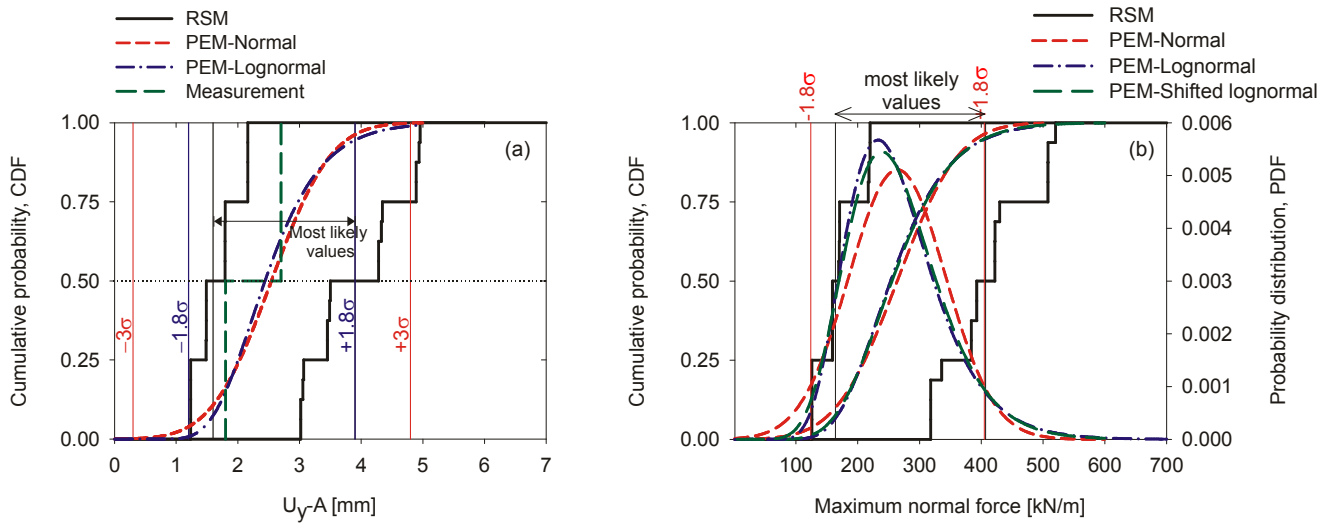 RSM
PEM-Normal
PEM-Lognormal
Measurement
1.00
0.75
0.50
0.25
0.00
Cumulative probability, CDF
(a)
Most likely
values
−3σ
−1.8σ
+1.8σ
+3σ
0 1 2 3 4 5 6 7
Uy-A [mm]
RSM
PEM-Normal
PEM-Lognormal
PEM-Shifted lognormal
most likely
values
-1.8σ
-1.8σ
(b)
1.00
0.75
0.50
0.25
0.00
Cumulative probability, CDF
0.006
0.005
0.004
0.003
0.002
0.001
0.000
Probability distribution, PDF
100 200 300 400 500 600 700
Maximum normal force [kN/m]